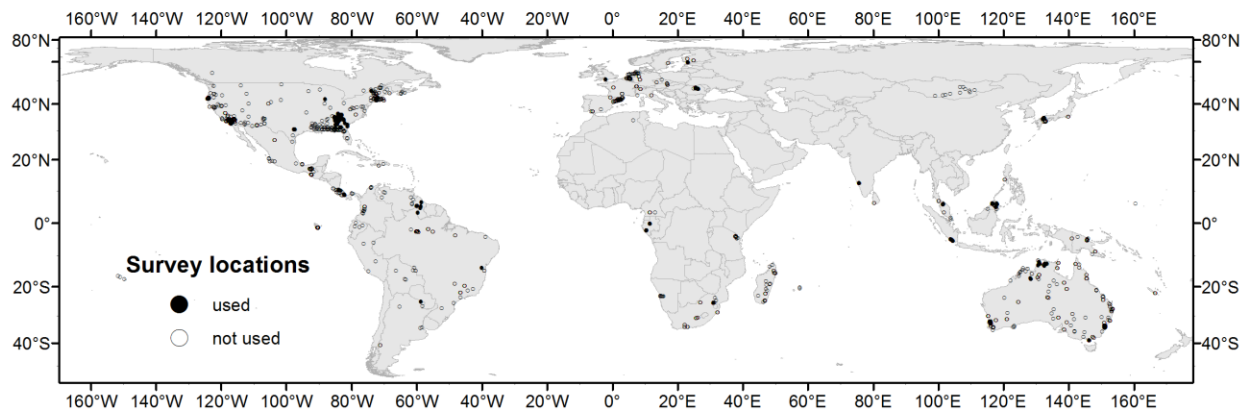 160°W 140°W 120°W 100°W 80°W 60°W 40°W 20°W 0° 20°E 40°E 60°E 80°E 100°E 120°E 140°E 160°E
80°N 80°N
40°N 40°N
20°N 20°N
0° 0°
Survey locations
used
20°S 20°S
not used
40°S 40°S
160°W 140°W 120°W 100°W 80°W 60°W 40°W 20°W 0° 20°E 40°E 60°E 80°E 100°E 120°E 140°E 160°E